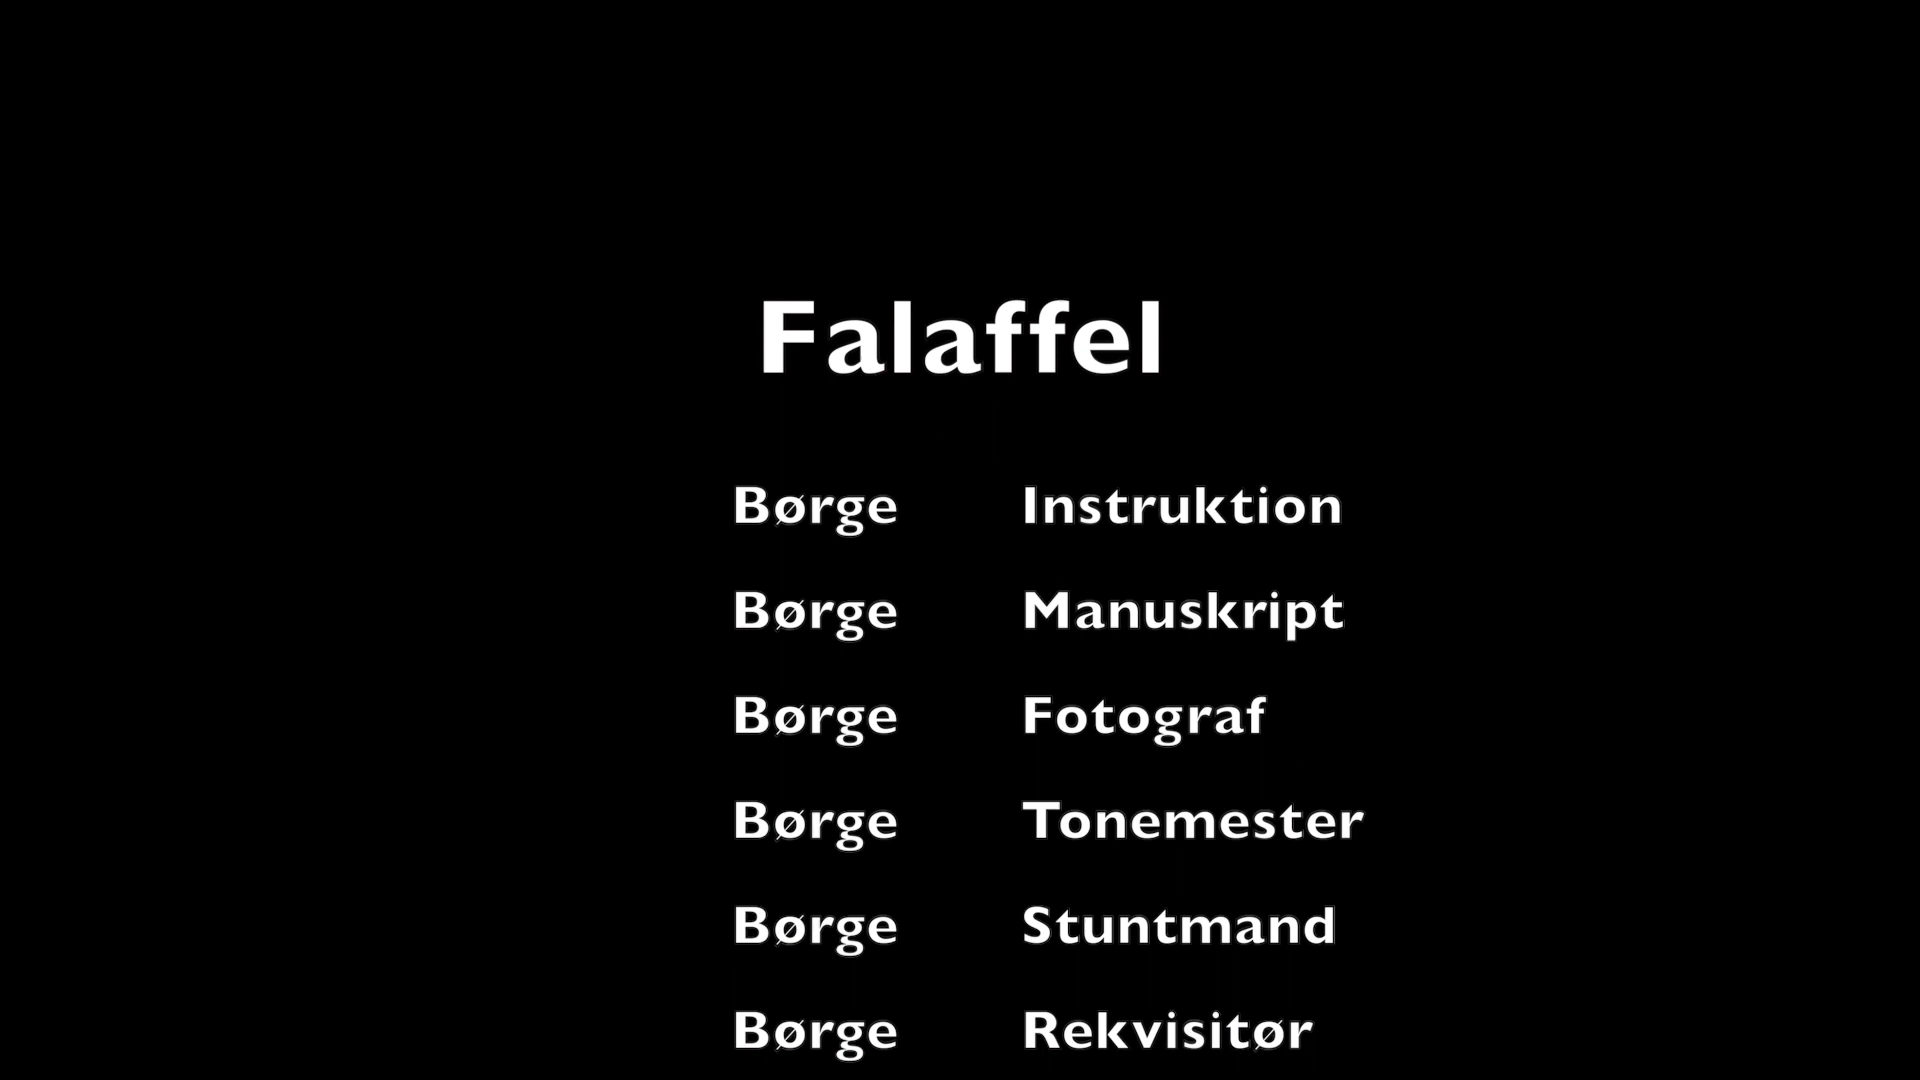 Falaffel
Børge Instruktion
Børge Manuskript
Børge Fotograf
Børge Tonemester
Børge Stuntmand
Børge Rekvisitør